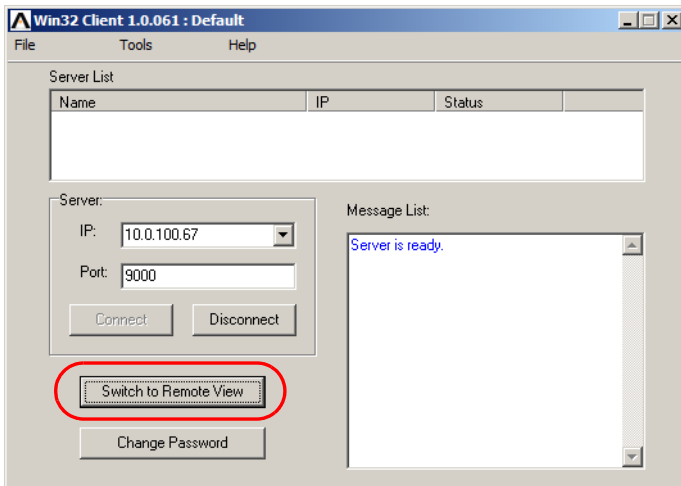 Win32 Client 1.0.061 : Default
File Tools Help
Server List
Name IP Status
Server:
IP: 10.0.100.67
Port: 9000
Connect Disconnect
Switch to Remote View
Change Password
Message List:
Server is ready.